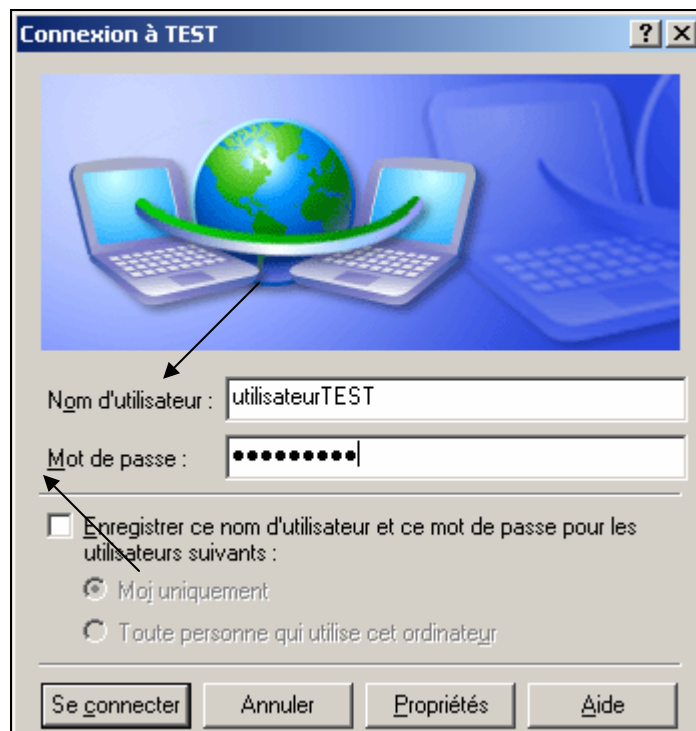 Connexion à TEST
Nom d'utilisateur : utilisateurTEST
Mot de passe : ●●●●●●●●●
Enregistrer ce nom d'utilisateur et ce mot de passe pour les
utilisateurs suivants :
Moi uniquement
Toute personne qui utilise cet ordinateur
Se connecter Annuler Propriétés Aide